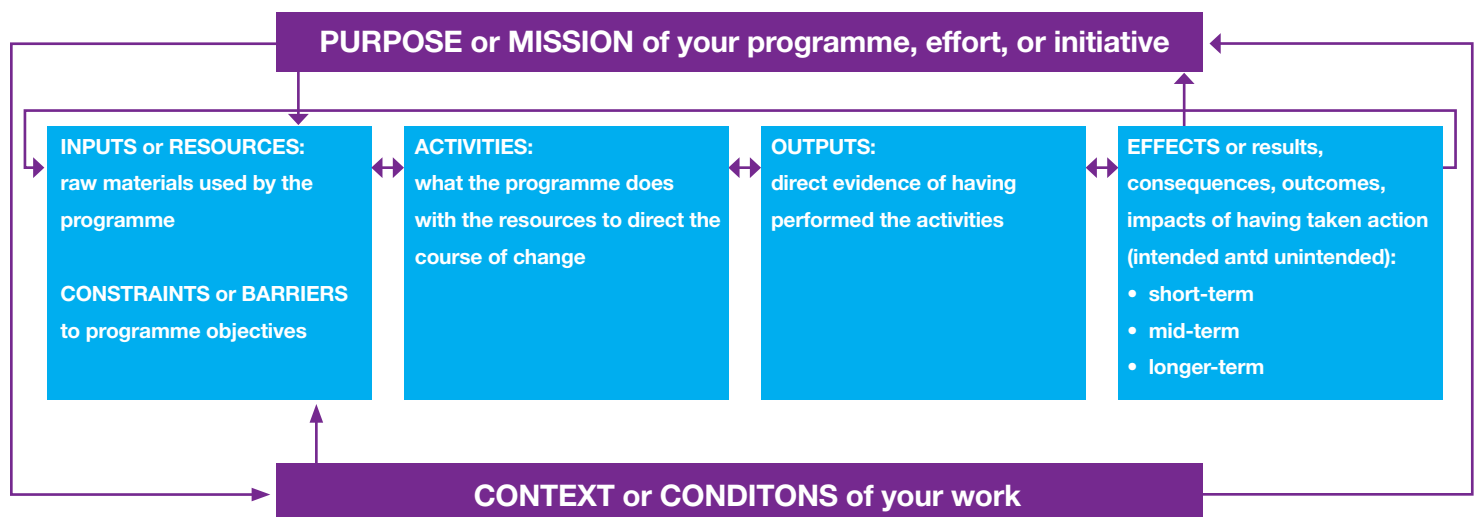 PURPOSE or MISSION of your programme, effort, or initiative
INPUTS or RESOURCES:
raw materials used by the
programme
CONSTRAINTS or BARRIERS
to programme objectives
ACTIVITIES:
what the programme does
with the resources to direct the
course of change
OUTPUTS:
direct evidence of having
performed the activities
EFFECTS or results,
consequences, outcomes,
impacts of having taken action
(intended antd unintended):
• short-term
• mid-term
• longer-term
CONTEXT or CONDITONS of your work